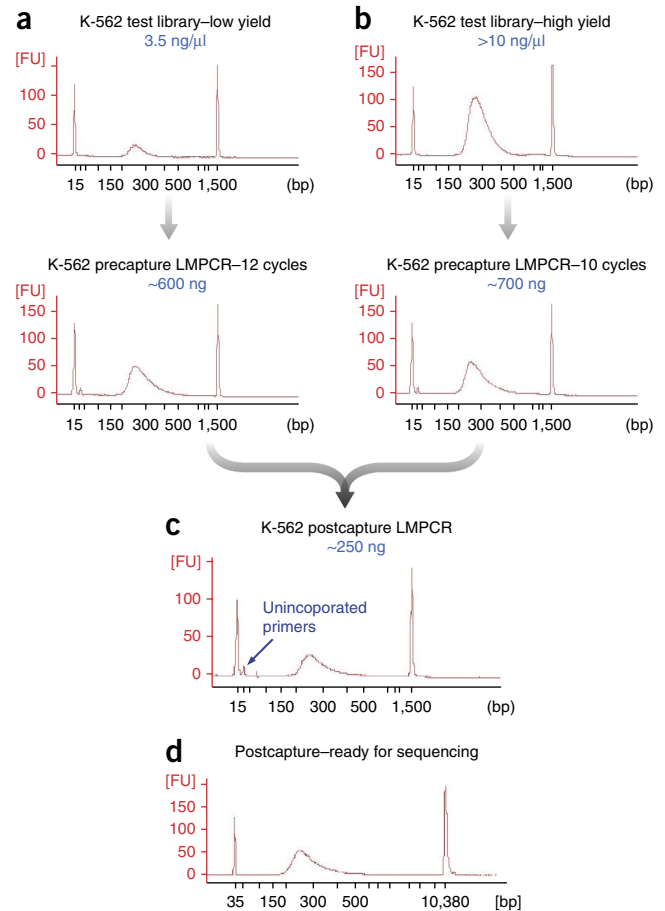 a
K-562 test library–low yield
3.5 ng/µl
[FU]
100
50
0
15 150 300 500 1,500 (bp)
b
K-562 test library–high yield
>10 ng/µl
[FU]
150
100
50
0
15 150 300 500 1,500 (bp)
K-562 precapture LMPCR–12 cycles
~600 ng
[FU]
150
100
50
0
15 150 300 500 1,500 (bp)
K-562 precapture LMPCR–10 cycles
~700 ng
[FU]
150
100
50
0
15 150 300 500 1,500 (bp)
c
K-562 postcapture LMPCR
~250 ng
[FU]
100
50
0
Unincoporated
primers
15 150 300 500 1,500 (bp)
d
Postcapture–ready for sequencing
[FU]
150
100
50
0
35 150 300 500 10,380 [bp]